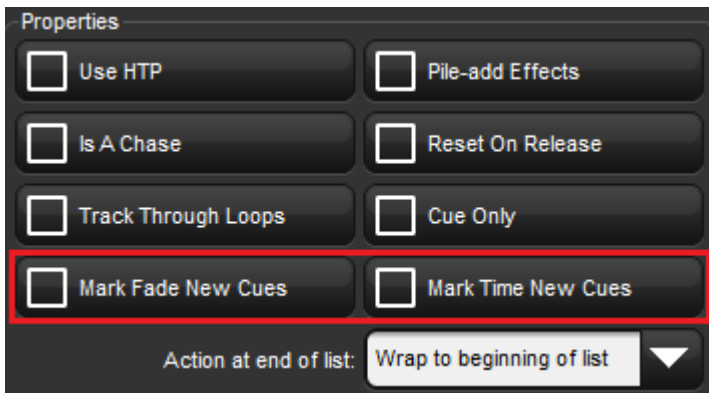 Properties
Use HTP
Pile-add Effects
Is A Chase
Reset On Release
Track Through Loops
Cue Only
Mark Fade New Cues
Mark Time New Cues
Action at end of list: Wrap to beginning of list